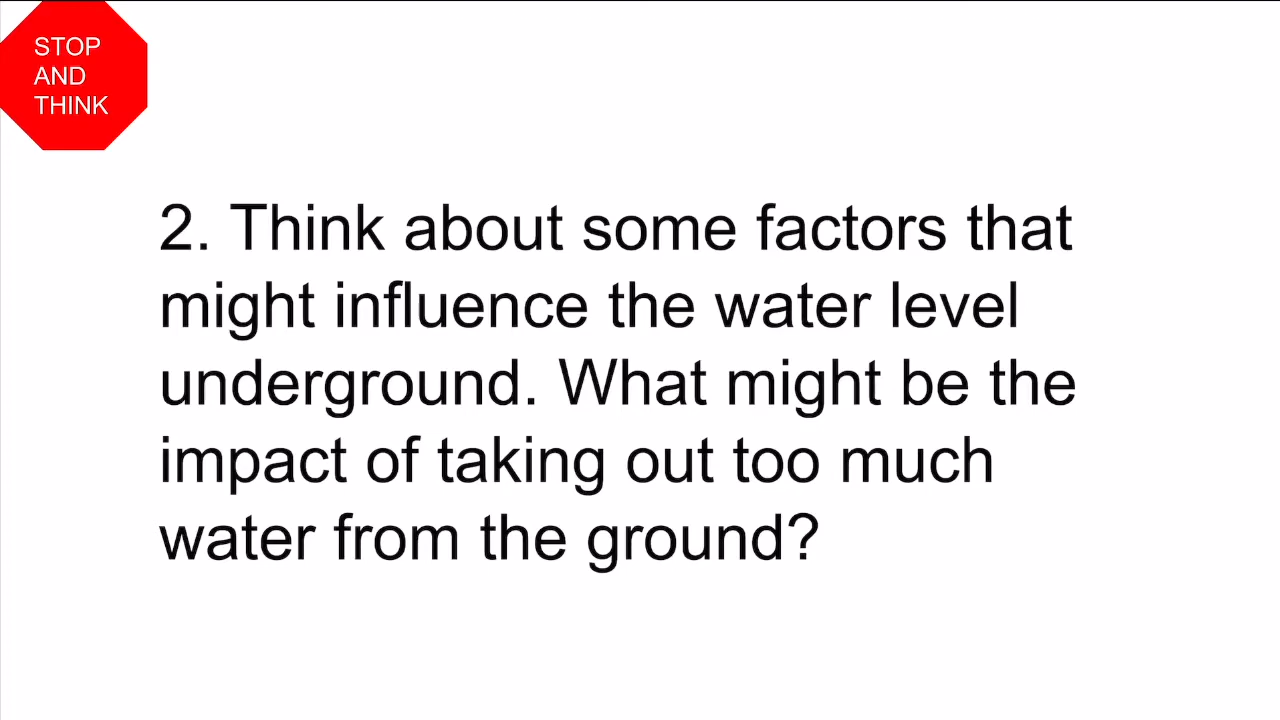 STOP
AND
THINK
2. Think about some factors that
might influence the water level
underground. What might be the
impact of taking out too much
water from the ground?